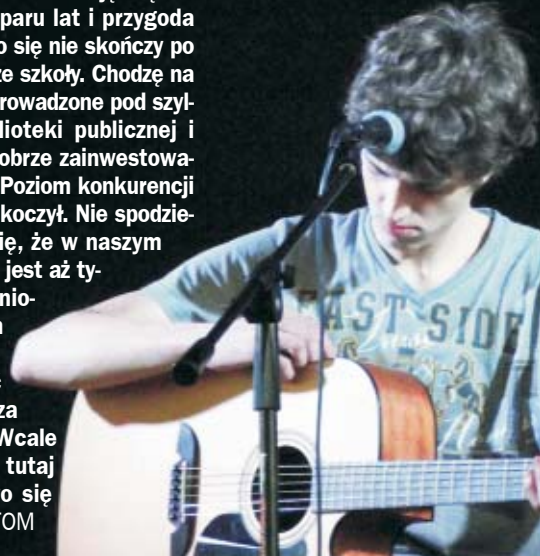 paru lat i przygoda
o się nie skończy po
ze szkoły. Chodzę na
rowadzone pod szyl-
lioteki publicznej i
obrze zainwestowa-
Poziom konkurencji
koczył. Nie spodzie-
ię, że w naszym
jest aż ty-
nio-
za
Wcale
tutaj
o się
TOM
EAST SIDE